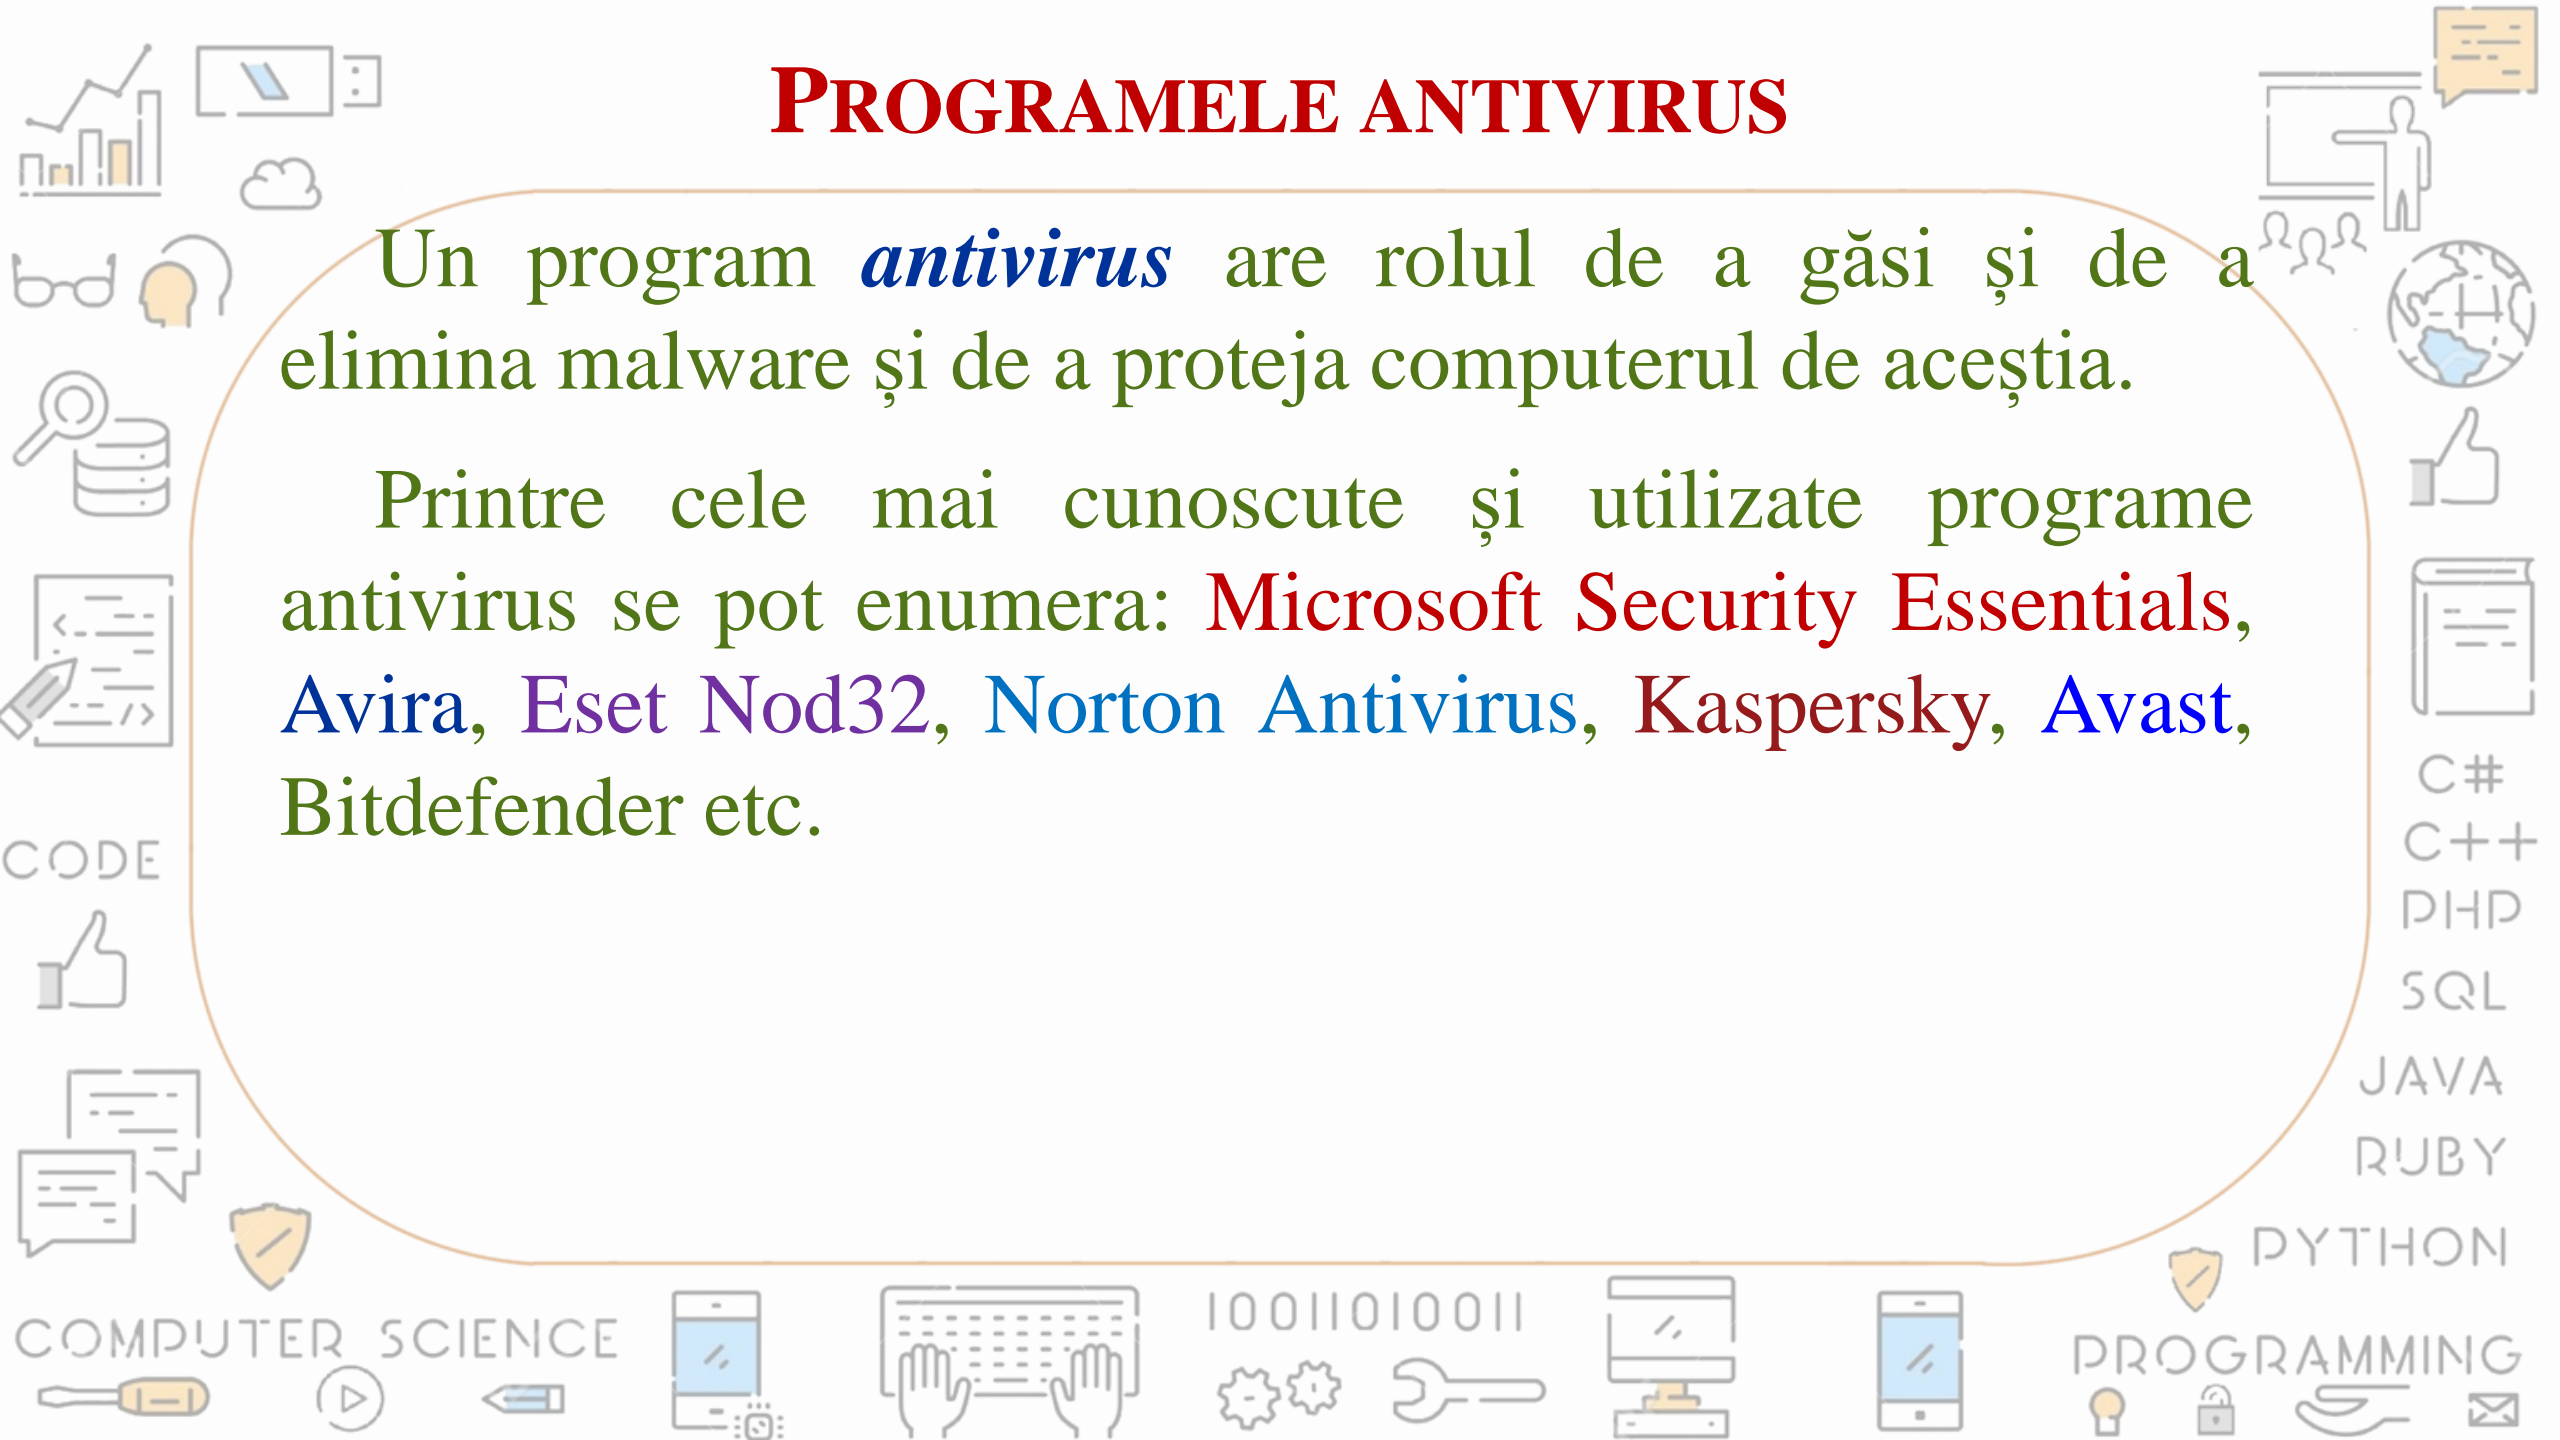 PROGRAMELE ANTIVIRUS
Un program antivirus are rolul de a găsi și de a
elimina malware și de a proteja computerul de aceștia.
Printre cele mai cunoscute și utilizate programe
antivirus se pot enumera: Microsoft Security Essentials,
Avira, Eset Nod32, Norton Antivirus, Kaspersky, Avast,
Bitdefender etc.
C#
C++
PHP
SQL
JAVA
RUBY
PYTHON
PROGRAMMING
CODE
COMPUTER SCIENCE
10011010011